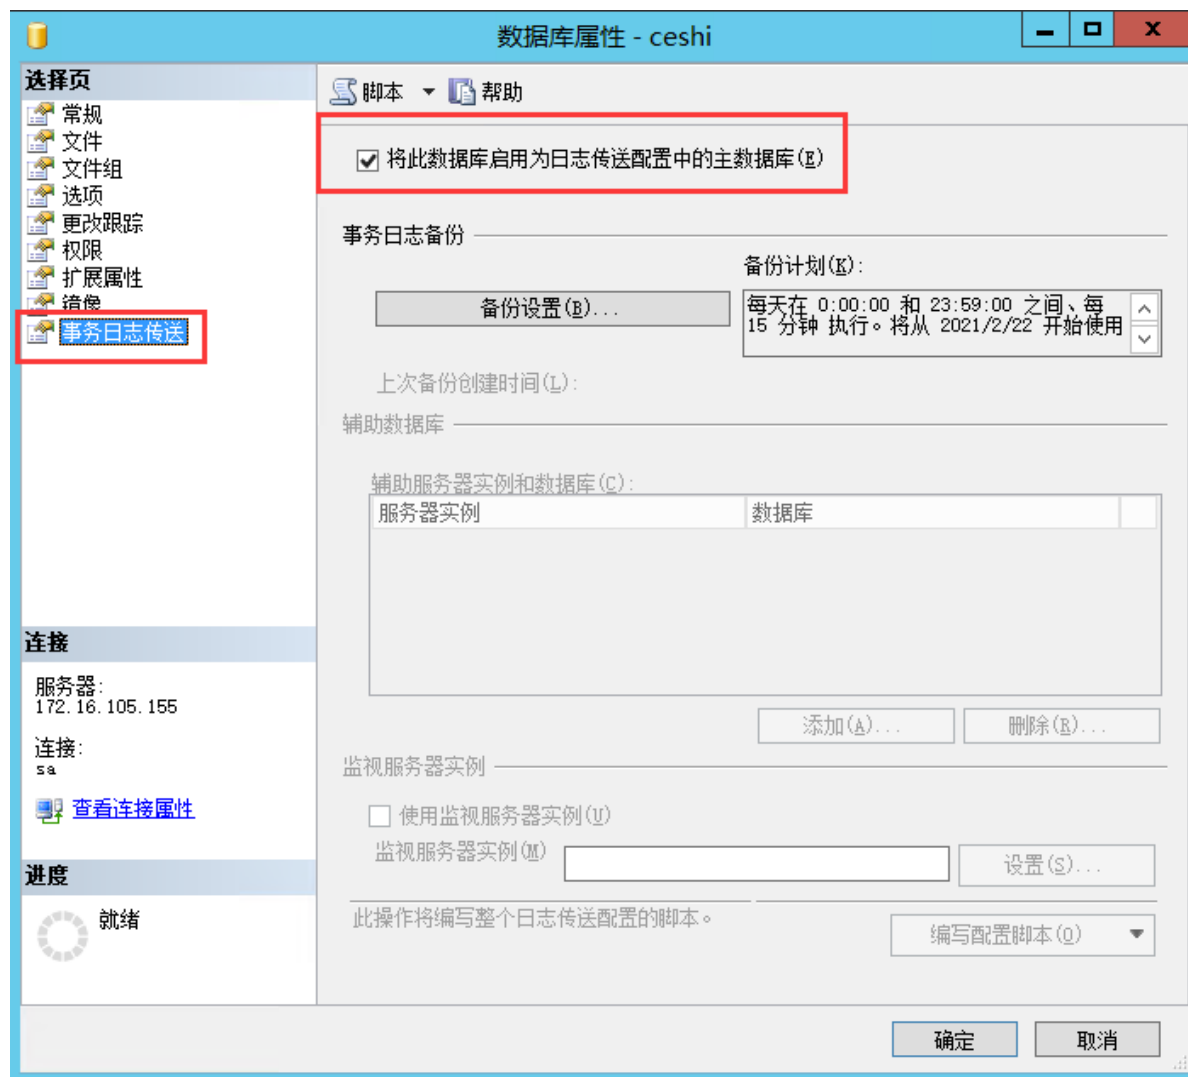 数据库属性 - ceshi
选择页
常规
文件
文件组
选项
更改跟踪
权限
扩展属性
镜像
事务日志传送
连接
服务器:
172.16.105.155
连接:
sa
查看连接属性
进度
就绪
脚本 帮助
将此数据库启用为日志传送配置中的主数据库(E)
事务日志备份
备份计划(K):
备份设置(B)...
每天在 0:00:00 和 23:59:00 之间、每
15 分钟 执行。将从 2021/2/22 开始使用
上次备份创建时间(L):
辅助数据库
辅助服务器实例和数据库(C):
服务器实例 数据库
添加(A)... 删除(R)...
监视服务器实例
使用监视服务器实例(U)
监视服务器实例(M)
设置(S)...
此操作将编写整个日志传送配置的脚本。
编写配置脚本(O)
确定 取消